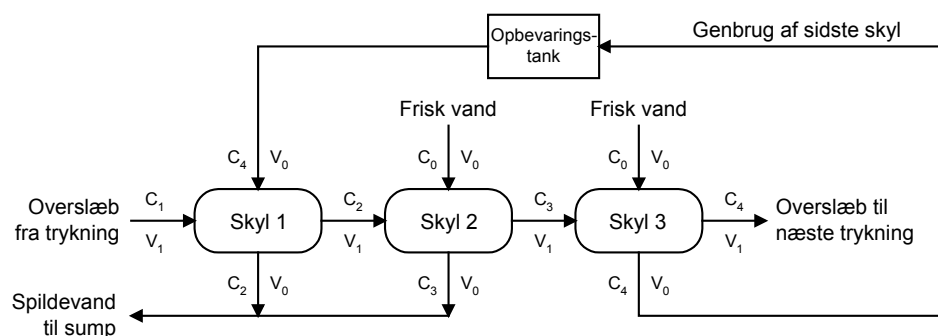 Opbevarings-
tank
Genbrug af sidste skyl
Frisk vand
Frisk vand
C₄ V₀
C₀ V₀
C₀ V₀
Overslæb
fra trykning
C₁
V₁
Skyl 1
C₂
V₁
Skyl 2
C₃
V₁
Skyl 3
C₄
V₁
Overslæb til
næste trykning
C₂ V₀
C₃ V₀
C₄ V₀
Spildevand
til sump